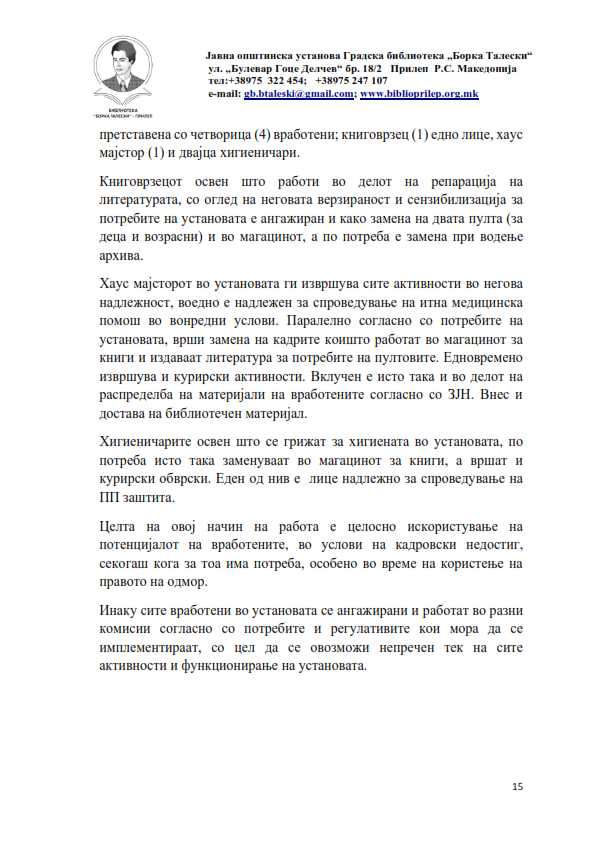 Јавна општинска установа Градска библиотека „Борка Талески“
ул. „Булевар Гоце Делчев“ бр. 18/2 Прилеп Р.С. Македонија
тел:+38975 322 454; +38975 247 107
e-mail: gb.btaleski@gmail.com; www.biblioprilep.org.mk
БИБЛИОТЕКА
"БОРКА ТАЛЕСКИ" - ПРИЛЕП
претставена со четворица (4) вработени; книговрзец (1) едно лице, хаус
мајстор (1) и двајца хигиеничари.
Книговрзецот освен што работи во делот на репарација на
литературата, со оглед на неговата верзираност и сензибилизација за
потребите на установата е ангажиран и како замена на двата пулта (за
деца и возрасни) и во магацинот, а по потреба е замена при водење
архива.
Хаус мајсторот во установата ги извршува сите активности во негова
надлежност, воедно е надлежен за спроведување на итна медицинска
помош во вонредни услови. Паралелно согласно со потребите на
установата, врши замена на кадрите коишто работат во магацинот за
книги и издаваат литература за потребите на пултовите. Едновремено
извршува и курирски активности. Вклучен е исто така и во делот на
распределба на материјали на вработените согласно со ЗЈН. Внес и
достава на библиотечен материјал.
Хигиеничарите освен што се грижат за хигиената во установата, по
потреба исто така заменуваат во магацинот за книги, а вршат и
курирски обврски. Еден од нив е лице надлежно за спроведување на
ПП заштита.
Целта на овој начин на работа е целосно искористување на
потенцијалот на вработените, во услови на кадровски недостиг,
секогаш кога за тоа има потреба, особено во време на користење на
правото на одмор.
Инаку сите вработени во установата се ангажирани и работат во разни
комисии согласно со потребите и регулативите кои мора да се
имплементираат, со цел да се овозможи непречен тек на сите
активности и функционирање на установата.
15